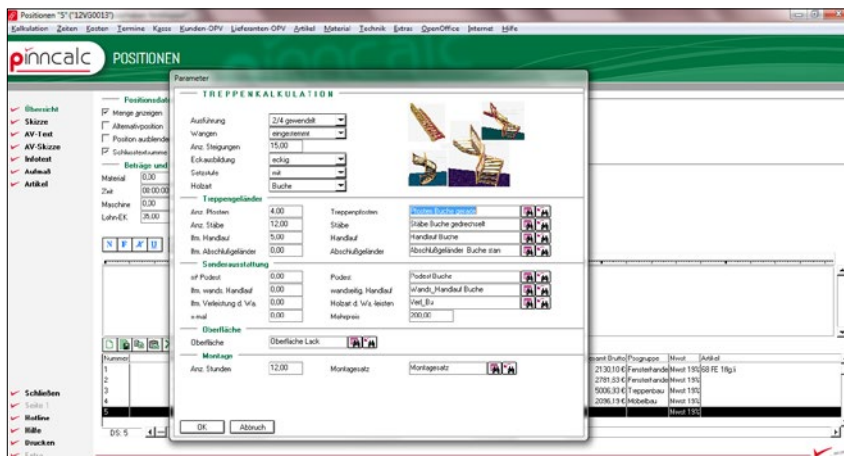 Positionen "5" ("12VG0013")
Kalkulation Zeiten Kosten Termine Kasse Kunden-OPV Lieferanten-OPV Artikel Material Technik Extras OpenOffice Internet Hilfe
pinncalc POSITIONEN
Parameter
TREPPENKALKULATION
Ausführung 2/4 gewendelt
Wangen eingestemmt
Anz. Steigungen 15,00
Eckausbildung eckig
Setzstufe mit
Holzart Buche
Treppengeländer
Anz. Pfosten 4,00 Treppenpfosten Pfosten Buche gerade
Anz. Stäbe 12,00 Stäbe Stäbe Buche gedrechselt
lfm. Handlauf 5,00 Handlauf Handlauf Buche
lfm. Abschlußgeländer 0,00 Abschlußgeländer Abschlußgeländer Buche stan
Sonderausstattung
m² Podest 0,00 Podest Podest Buche
lfm. wands. Handlauf 0,00 wandseitig. Handlauf Wands_Handlauf Buche
lfm. Verleistung d. Wa. 0,00 Holzart d. Wa.-leisten Verl_Bu
x-mal 0,00 Mehrpreis 200,00
Oberfläche
Oberfläche Oberfläche Lack
Montage
Anz. Stunden 12,00 Montagesatz Montagesatz
OK Abbruch
Übersicht
Skizze
AV-Text
AV-Skizze
Infotext
Aufmaß
Artikel
Schließen
Seite 1
Hotline
Hilfe
Drucken
Positionsdat
Menge anzeigen
Alternativposition
Position ausblende
Schlusstextsumme
Beträge und
Material 0,00
Zeit 00:00:00
Maschine 0,00
Lohn-EK 35,00
N F K U
Nummer
1
2
3
4
5
DS: 5
esamt Brutto Posgruppe Mwst Artikel
2130,10 € Fensterhande Mwst 19%
2781,53 € Fensterhande Mwst 19%
5006,33 € Treppenbau Mwst 19%
2096,19 € Möbelbau Mwst 19%
Mwst 19%